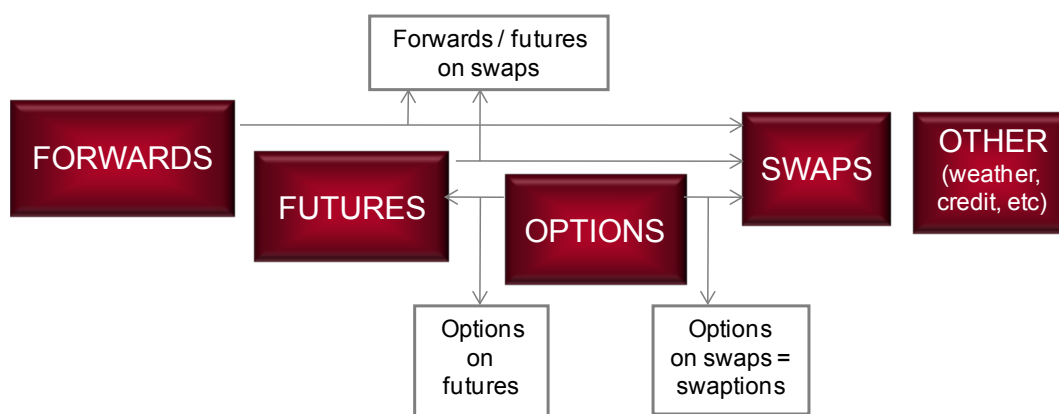 Forwards / futures
on swaps
FORWARDS
FUTURES
OPTIONS
SWAPS
OTHER
(weather,
credit, etc)
Options
on
futures
Options
on swaps =
swaptions